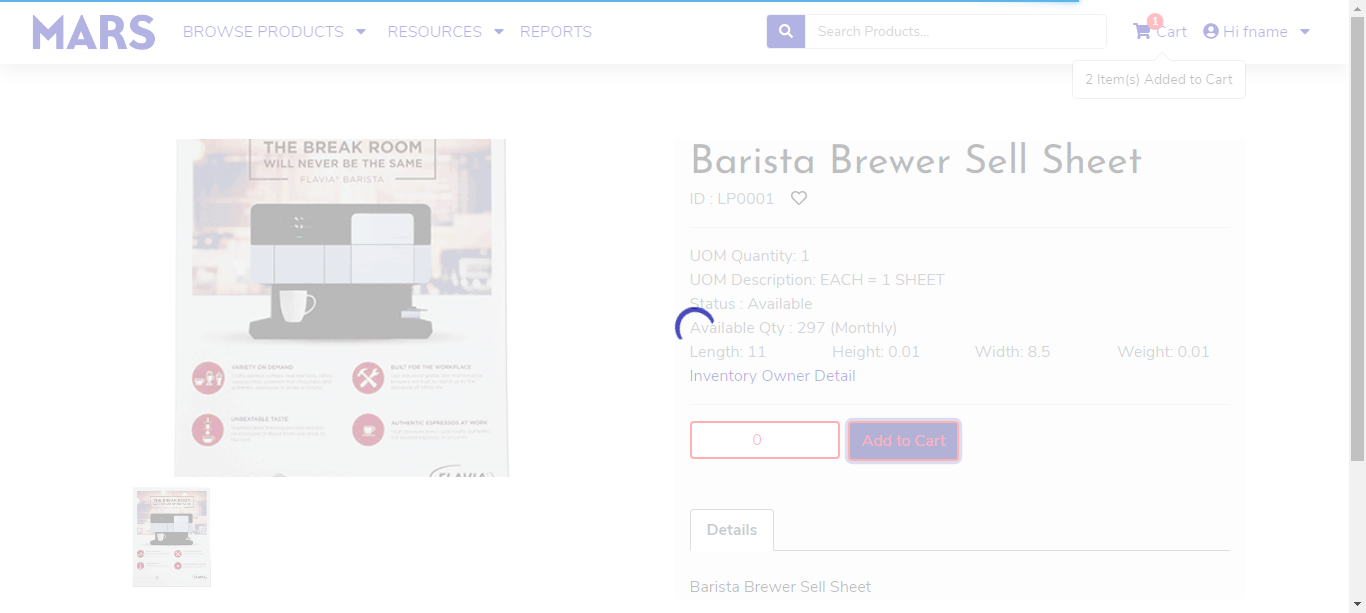 MARS
BROWSE PRODUCTS
RESOURCES
REPORTS
Search Products...
1
Cart
Hi fname
2 Item(s) Added to Cart
THE BREAK ROOM
WILL NEVER BE THE SAME
FLAVIA® BARISTA
VARIETY ON DEMAND
BUILT FOR THE WORKPLACE
UNBEATABLE TASTE
AUTHENTIC ESPRESSOS AT WORK
FLAVIA®
Barista Brewer Sell Sheet
ID : LP0001
UOM Quantity: 1
UOM Description: EACH = 1 SHEET
Status : Available
Available Qty : 297 (Monthly)
Length: 11 Height: 0.01 Width: 8.5 Weight: 0.01
Inventory Owner Detail
0
Add to Cart
Details
Barista Brewer Sell Sheet